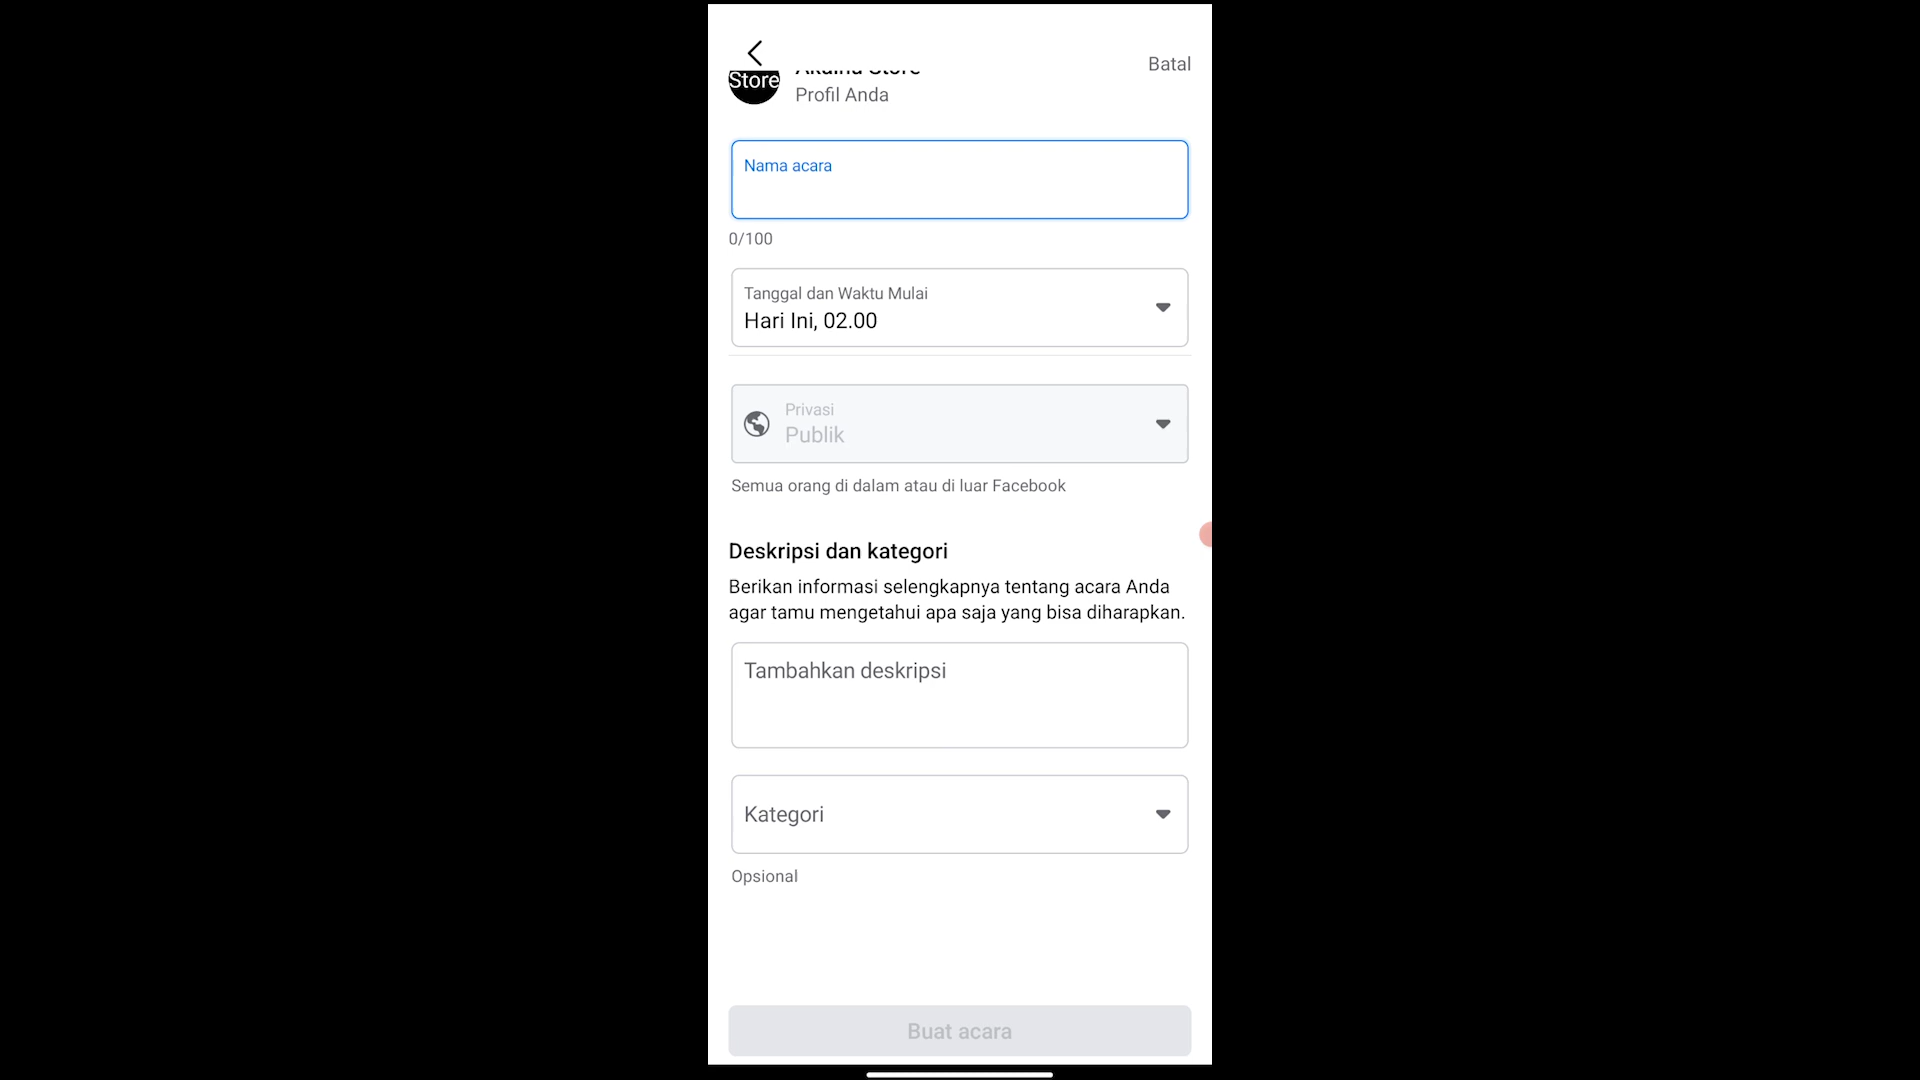 Batal
Store
Profil Anda
Nama acara
0/100
Tanggal dan Waktu Mulai
Hari Ini, 02.00
Privasi
Publik
Semua orang di dalam atau di luar Facebook
Deskripsi dan kategori
Berikan informasi selengkapnya tentang acara Anda
agar tamu mengetahui apa saja yang bisa diharapkan.
Tambahkan deskripsi
Kategori
Opsional
Buat acara